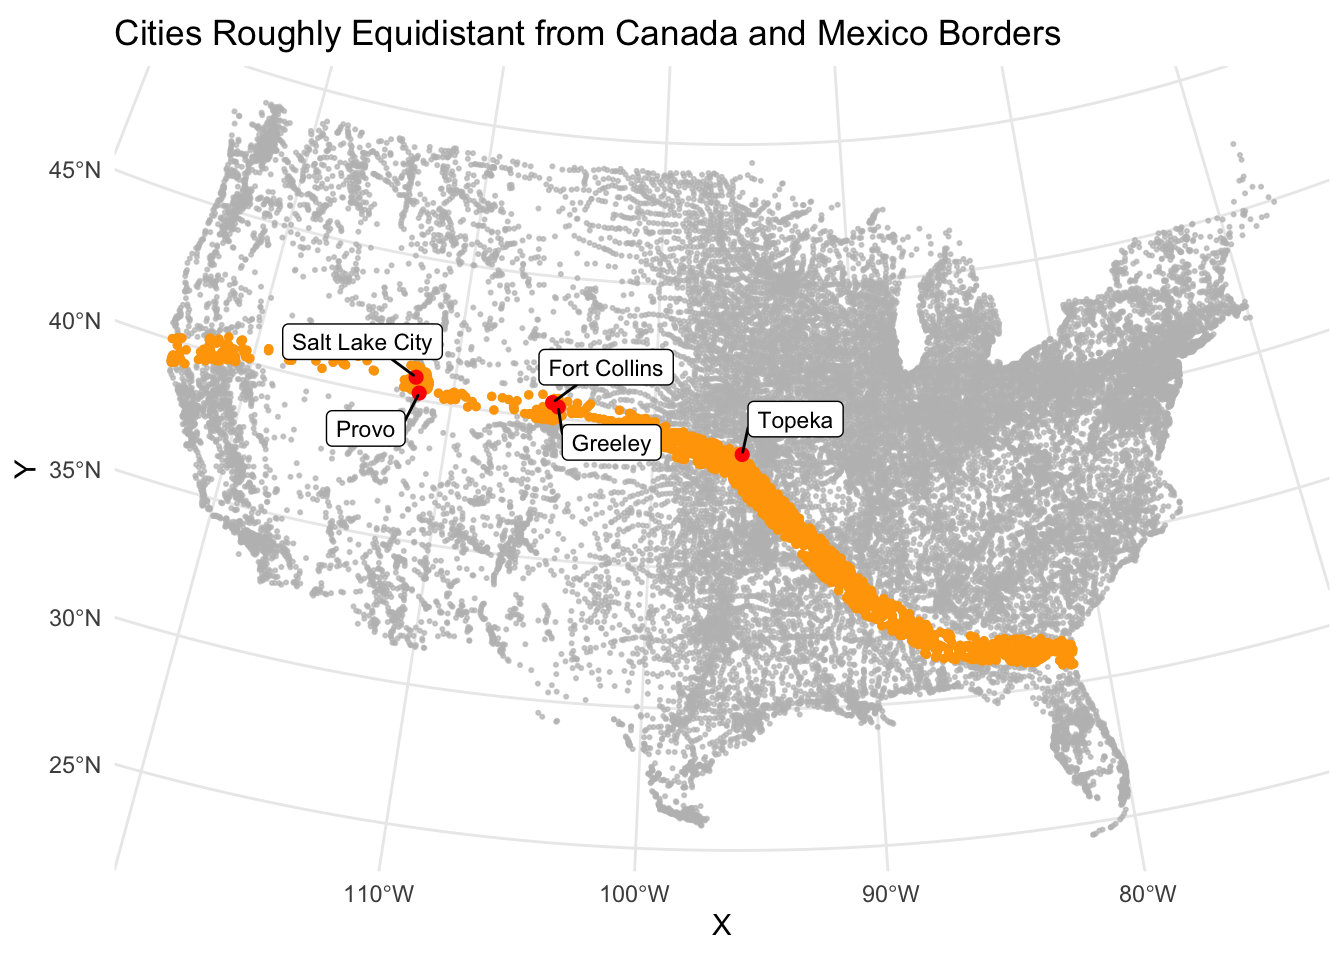 Cities Roughly Equidistant from Canada and Mexico Borders
45°N
40°N
35°N
30°N
25°N
Y
Salt Lake City
Fort Collins
Topeka
Provo
Greeley
110°W
100°W
90°W
80°W
X